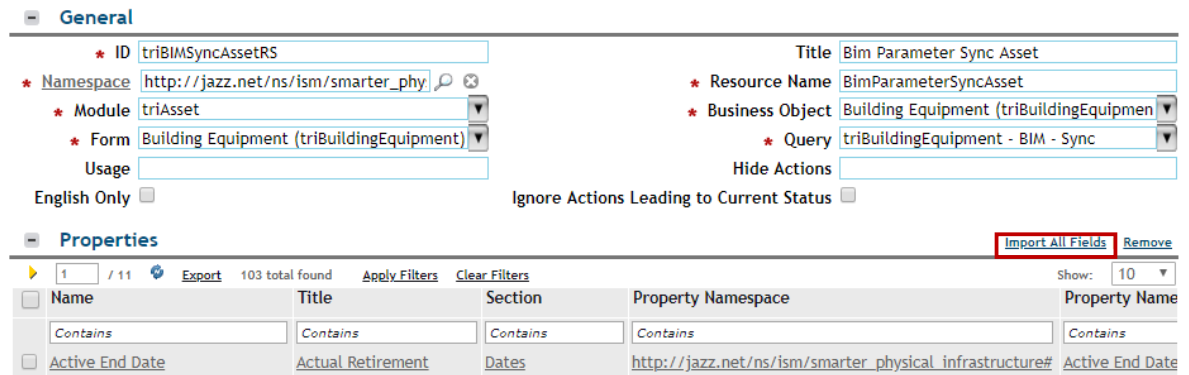 General
* ID triBIMSyncAssetRS Title Bim Parameter Sync Asset
* Namespace http://jazz.net/ns/ism/smarter_phy * Resource Name BimParameterSyncAsset
* Module triAsset * Business Object Building Equipment (triBuildingEquipmen
* Form Building Equipment (triBuildingEquipment) * Query triBuildingEquipment - BIM - Sync
Usage Hide Actions
English Only Ignore Actions Leading to Current Status
Properties Import All Fields Remove
1 / 11 Export 103 total found Apply Filters Clear Filters Show: 10
Name Title Section Property Namespace Property Name
Contains Contains Contains Contains Contains
Active End Date Actual Retirement Dates http://jazz.net/ns/ism/smarter_physical_infrastructure# Active End Date